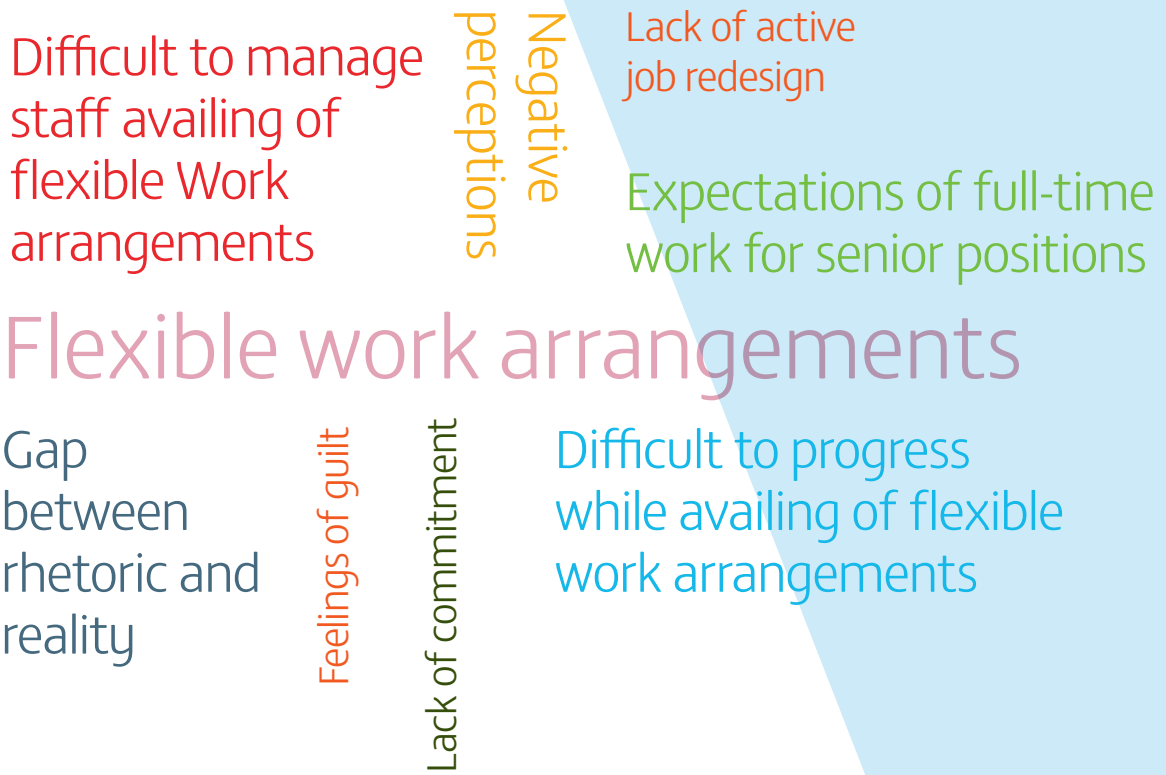 Difficult to manage
staff availing of
flexible Work
arrangements
Negative
perceptions
Lack of active
job redesign
Expectations of full-time
work for senior positions
Flexible work arrangements
Gap
between
rhetoric and
reality
Feelings of guilt
Lack of commitment
Difficult to progress
while availing of flexible
work arrangements